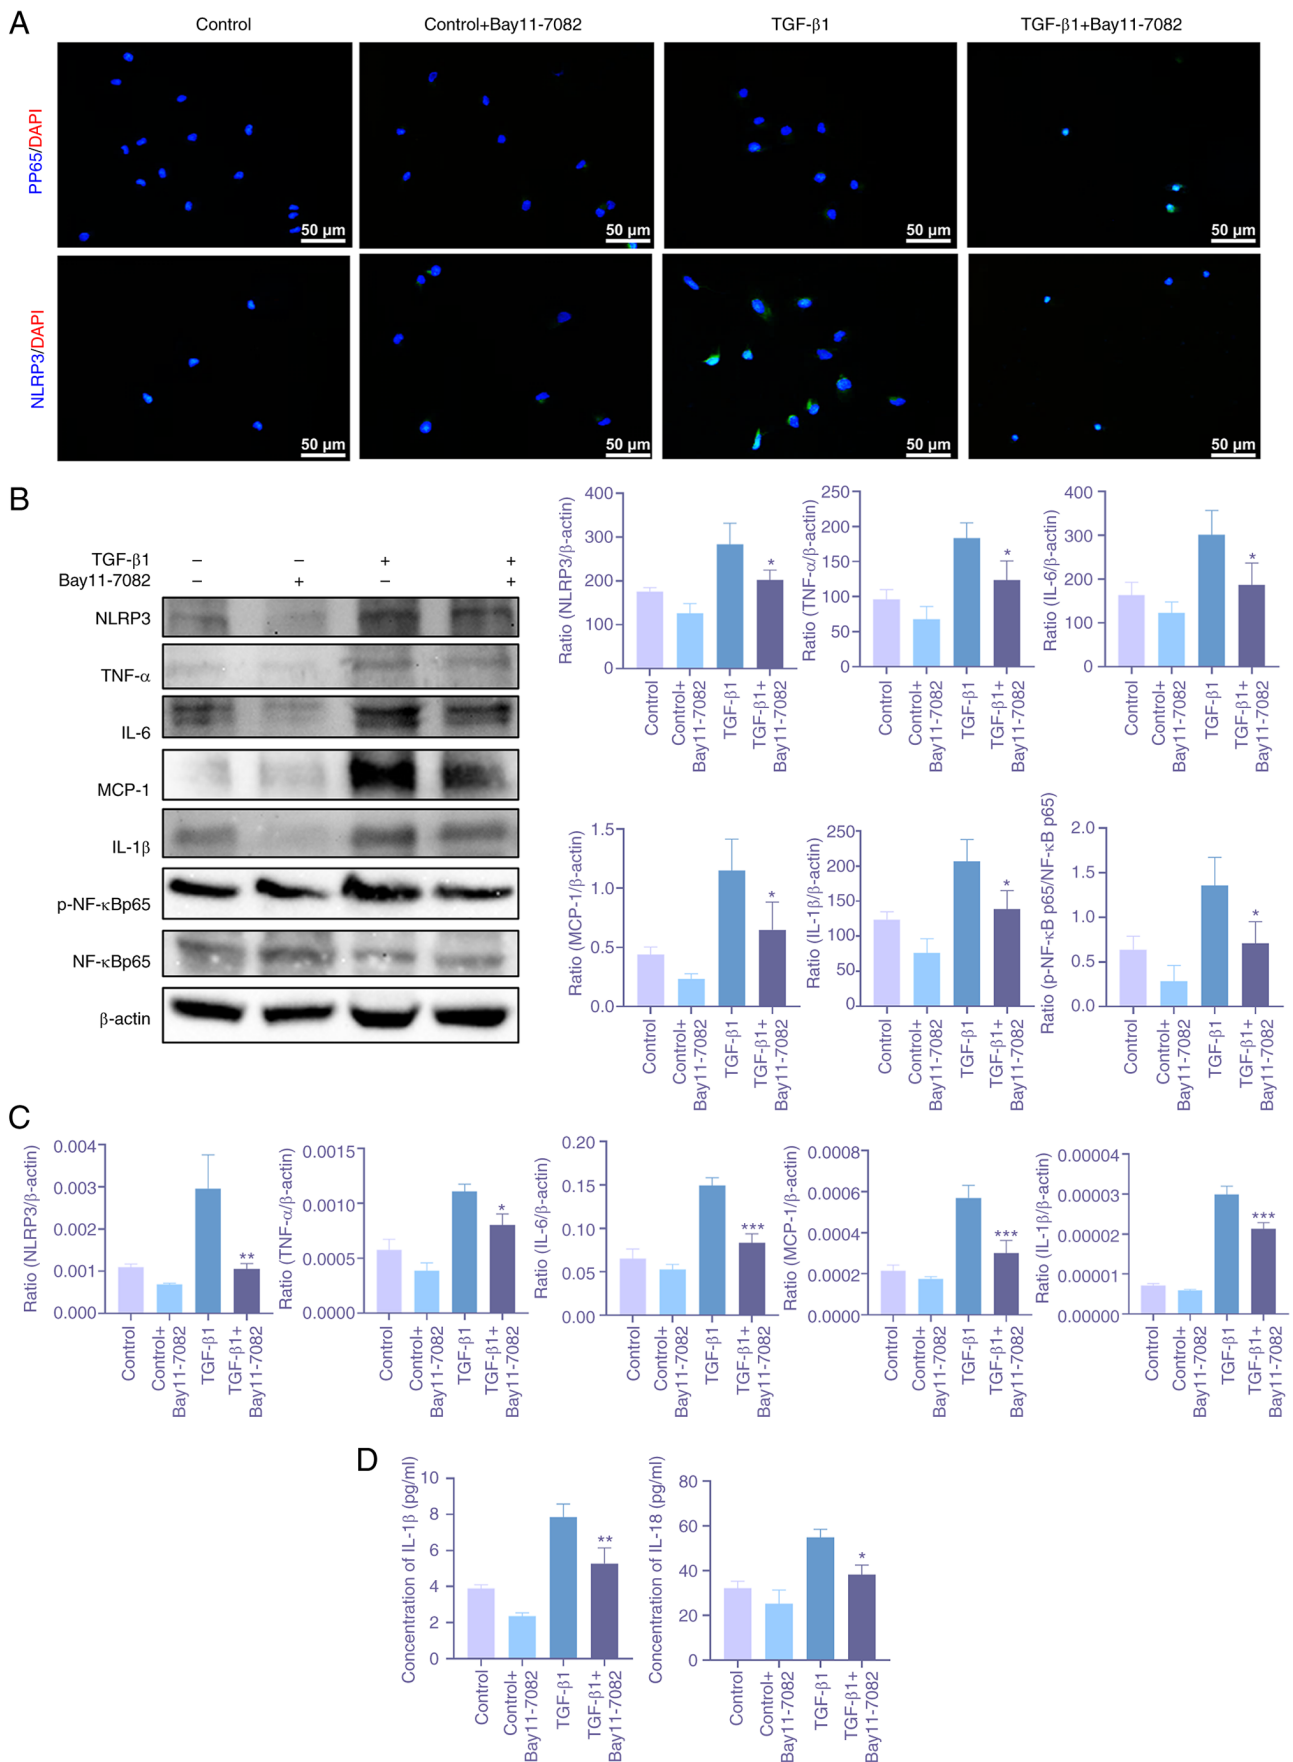 A
Control
Control+Bay11-7082
TGF-β1
TGF-β1+Bay11-7082
PP65/DAPI
50 µm
50 µm
50 µm
50 µm
NLRP3/DAPI
50 µm
50 µm
50 µm
50 µm
B
TGF-β1 – – + +
Bay11-7082 – + – +
NLRP3
TNF-α
IL-6
MCP-1
IL-1β
p-NF-κBp65
NF-κBp65
β-actin
Ratio (NLRP3/β-actin)
400
300
200
100
0
*
Control
Control+
Bay11-7082
TGF-β1
TGF-β1+
Bay11-7082
Ratio (TNF-α/β-actin)
250
200
150
100
50
0
*
Control
Control+
Bay11-7082
TGF-β1
TGF-β1+
Bay11-7082
Ratio (IL-6/β-actin)
400
300
200
100
0
*
Control
Control+
Bay11-7082
TGF-β1
TGF-β1+
Bay11-7082
Ratio (MCP-1/β-actin)
1.5
1.0
0.5
0.0
*
Control
Control+
Bay11-7082
TGF-β1
TGF-β1+
Bay11-7082
Ratio (IL-1β/β-actin)
250
200
150
100
50
0
*
Control
Control+
Bay11-7082
TGF-β1
TGF-β1+
Bay11-7082
Ratio (p-NF-κB p65/NF-κB p65)
2.0
1.5
1.0
0.5
0.0
*
Control
Control+
Bay11-7082
TGF-β1
TGF-β1+
Bay11-7082
C
Ratio (NLRP3/β-actin)
0.004
0.003
0.002
0.001
0.000
**
Control
Control+
Bay11-7082
TGF-β1
TGF-β1+
Bay11-7082
Ratio (TNF-α/β-actin)
0.0015
0.0010
0.0005
0.0000
*
Control
Control+
Bay11-7082
TGF-β1
TGF-β1+
Bay11-7082
Ratio (IL-6/β-actin)
0.20
0.15
0.10
0.05
0.00
***
Control
Control+
Bay11-7082
TGF-β1
TGF-β1+
Bay11-7082
Ratio (MCP-1/β-actin)
0.0008
0.0006
0.0004
0.0002
0.0000
***
Control
Control+
Bay11-7082
TGF-β1
TGF-β1+
Bay11-7082
Ratio (IL-1β/β-actin)
0.00004
0.00003
0.00002
0.00001
0.00000
***
Control
Control+
Bay11-7082
TGF-β1
TGF-β1+
Bay11-7082
D
Concentration of IL-1β (pg/ml)
10
8
6
4
2
0
**
Control
Control+
Bay11-7082
TGF-β1
TGF-β1+
Bay11-7082
Concentration of IL-18 (pg/ml)
80
60
40
20
0
*
Control
Control+
Bay11-7082
TGF-β1
TGF-β1+
Bay11-7082